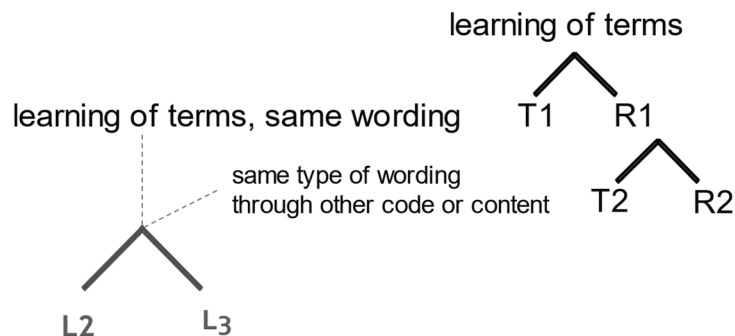 learning of terms
learning of terms, same wording
T1 R1
same type of wording
through other code or content
T2 R2
L2 L3